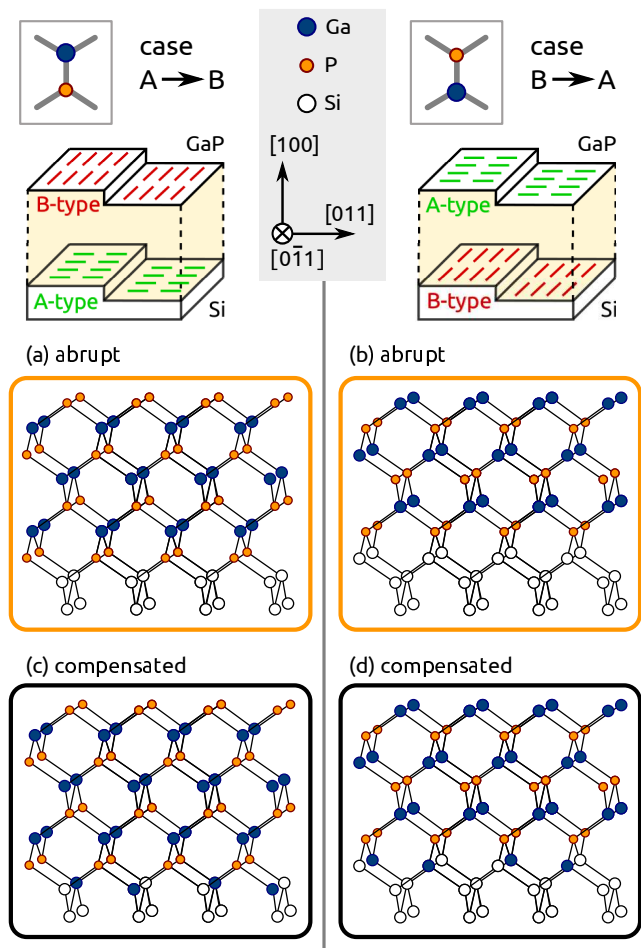 case
A → B
Ga
P
Si
case
B → A
[100]
[011]
[01̄1]
GaP
B-type
A-type
Si
GaP
A-type
B-type
Si
(a) abrupt
(b) abrupt
(c) compensated
(d) compensated